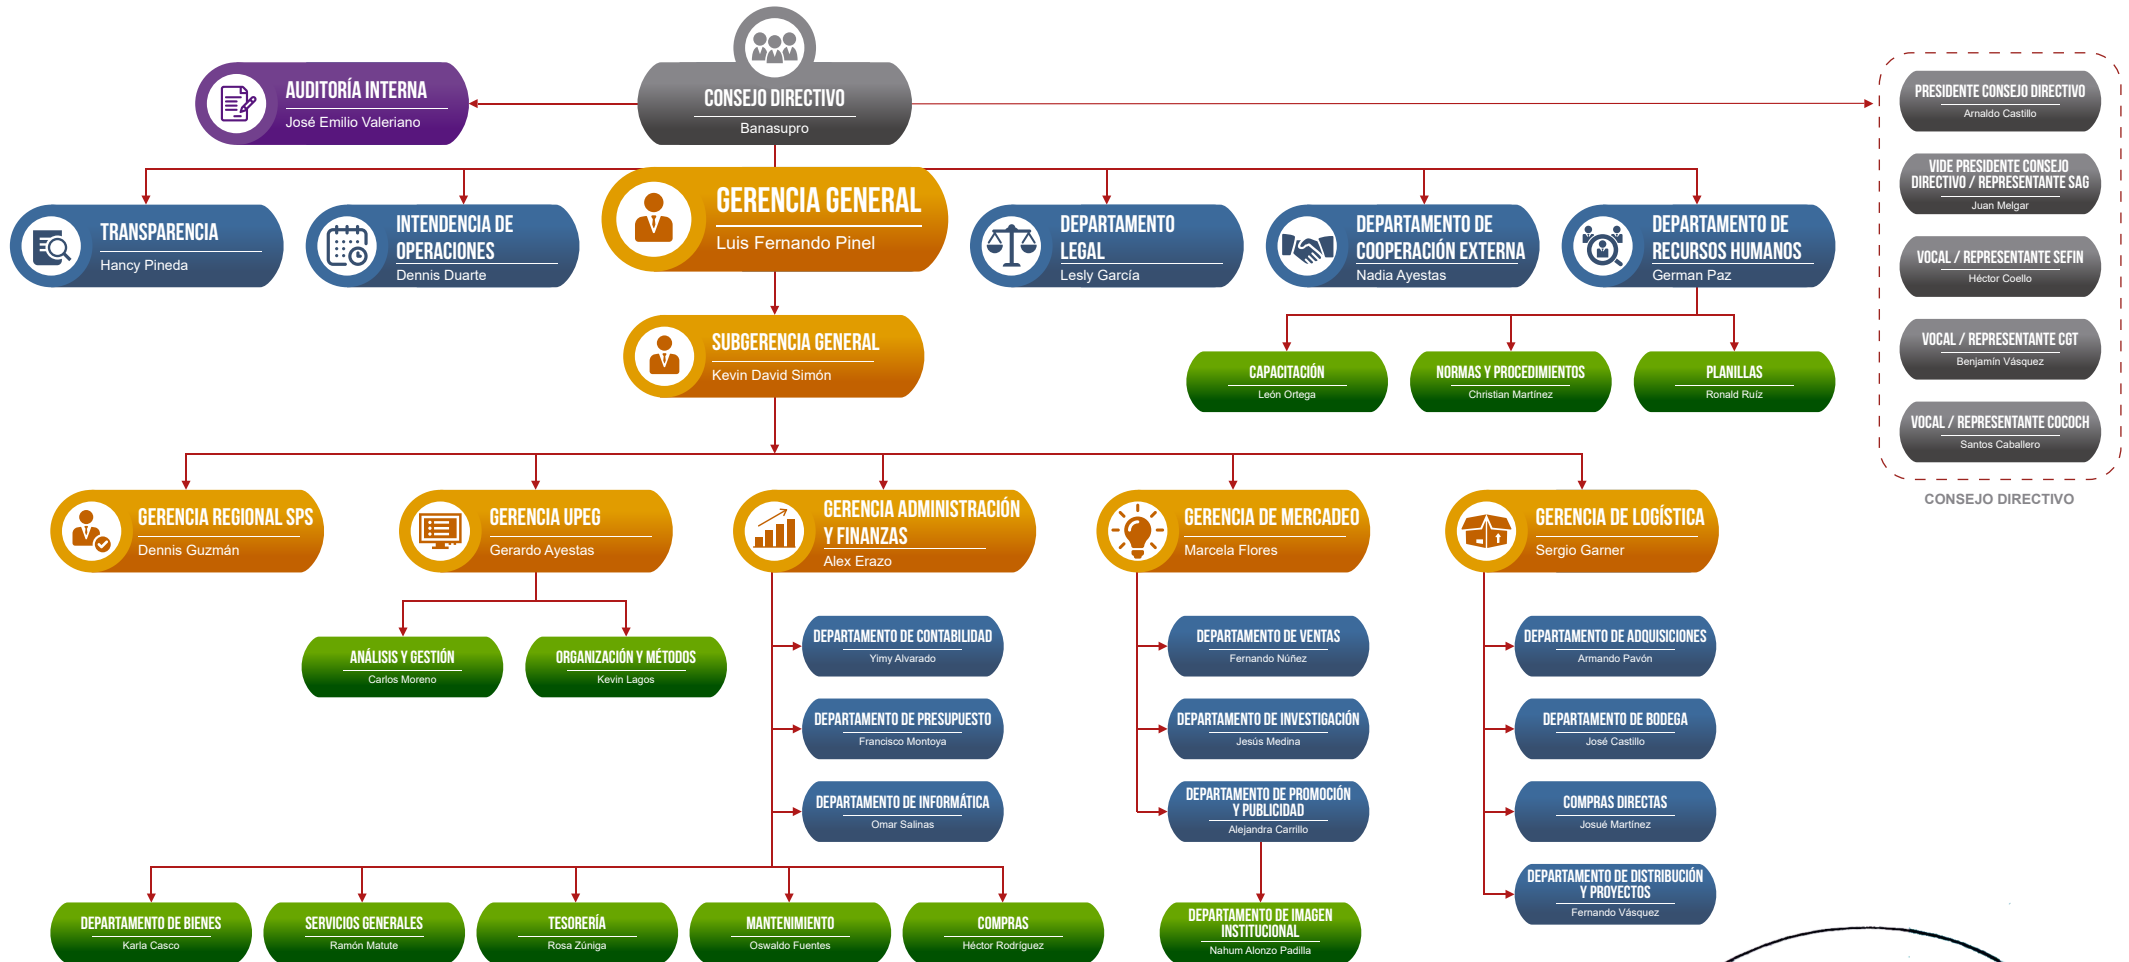 CONSEJO DIRECTIVO
Banasupro
AUDITORÍA INTERNA
José Emilio Valeriano
PRESIDENTE CONSEJO DIRECTIVO
Arnaldo Castillo
VIDE PRESIDENTE CONSEJO
DIRECTIVO / REPRESENTANTE SAG
Juan Melgar
VOCAL / REPRESENTANTE SEFIN
Héctor Coello
VOCAL / REPRESENTANTE CGT
Benjamín Vásquez
VOCAL / REPRESENTANTE COCOCH
Santos Caballero
CONSEJO DIRECTIVO
TRANSPARENCIA
Hancy Pineda
INTENDENCIA DE
OPERACIONES
Dennis Duarte
GERENCIA GENERAL
Luis Fernando Pinel
DEPARTAMENTO
LEGAL
Lesly García
DEPARTAMENTO DE
COOPERACIÓN EXTERNA
Nadia Ayestas
DEPARTAMENTO DE
RECURSOS HUMANOS
German Paz
SUBGERENCIA GENERAL
Kevin David Simón
CAPACITACIÓN
León Ortega
NORMAS Y PROCEDIMIENTOS
Christian Martínez
PLANILLAS
Ronald Ruíz
GERENCIA REGIONAL SPS
Dennis Guzmán
GERENCIA UPEG
Gerardo Ayestas
GERENCIA ADMINISTRACIÓN
Y FINANZAS
Alex Erazo
GERENCIA DE MERCADEO
Marcela Flores
GERENCIA DE LOGÍSTICA
Sergio Garner
ANÁLISIS Y GESTIÓN
Carlos Moreno
ORGANIZACIÓN Y MÉTODOS
Kevin Lagos
DEPARTAMENTO DE CONTABILIDAD
Yimy Alvarado
DEPARTAMENTO DE PRESUPUESTO
Francisco Montoya
DEPARTAMENTO DE INFORMÁTICA
Omar Salinas
DEPARTAMENTO DE VENTAS
Fernando Núñez
DEPARTAMENTO DE INVESTIGACIÓN
Jesús Medina
DEPARTAMENTO DE PROMOCIÓN
Y PUBLICIDAD
Alejandra Carrillo
DEPARTAMENTO DE ADQUISICIONES
Armando Pavón
DEPARTAMENTO DE BODEGA
José Castillo
COMPRAS DIRECTAS
Josué Martínez
DEPARTAMENTO DE DISTRIBUCIÓN
Y PROYECTOS
Fernando Vásquez
DEPARTAMENTO DE BIENES
Karla Casco
SERVICIOS GENERALES
Ramón Matute
TESORERÍA
Rosa Zúniga
MANTENIMIENTO
Oswaldo Fuentes
COMPRAS
Héctor Rodríguez
DEPARTAMENTO DE IMAGEN
INSTITUCIONAL
Nahum Alonzo Padilla